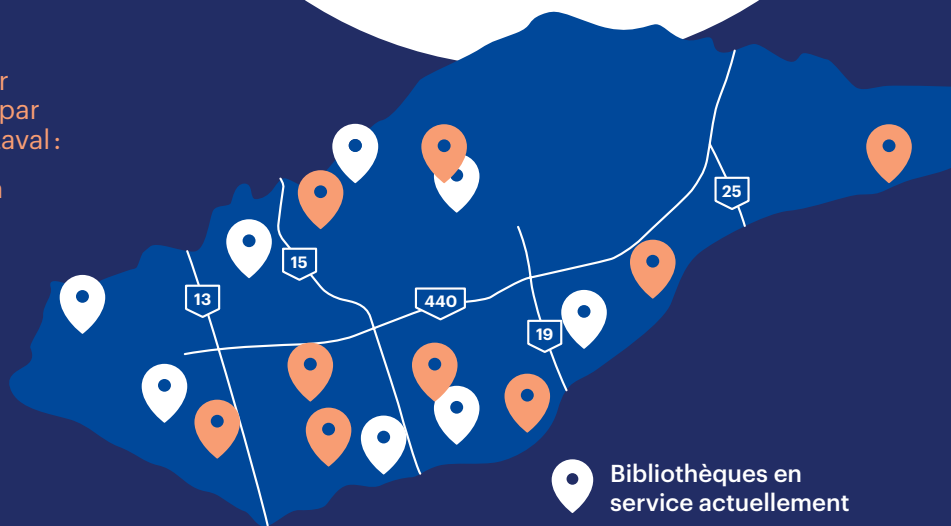 r
par
aval :
15
25
13
440
19
Bibliothèques en
service actuellement